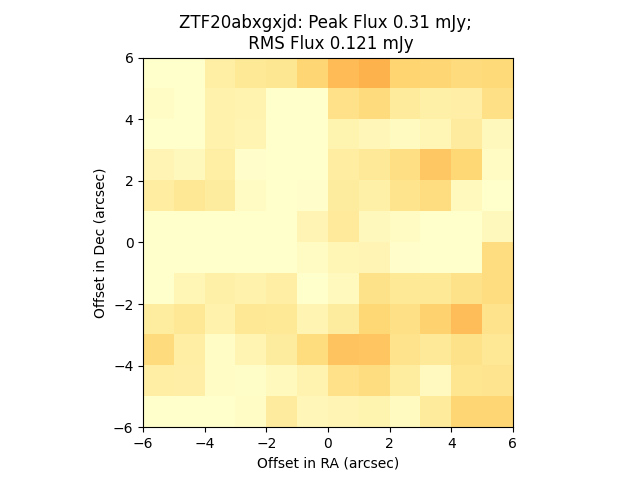 ZTF20abxgxjd: Peak Flux 0.31 mJy;
RMS Flux 0.121 mJy
6
4
2
0
−2
−4
−6
Offset in Dec (arcsec)
−6 −4 −2 0 2 4 6
Offset in RA (arcsec)